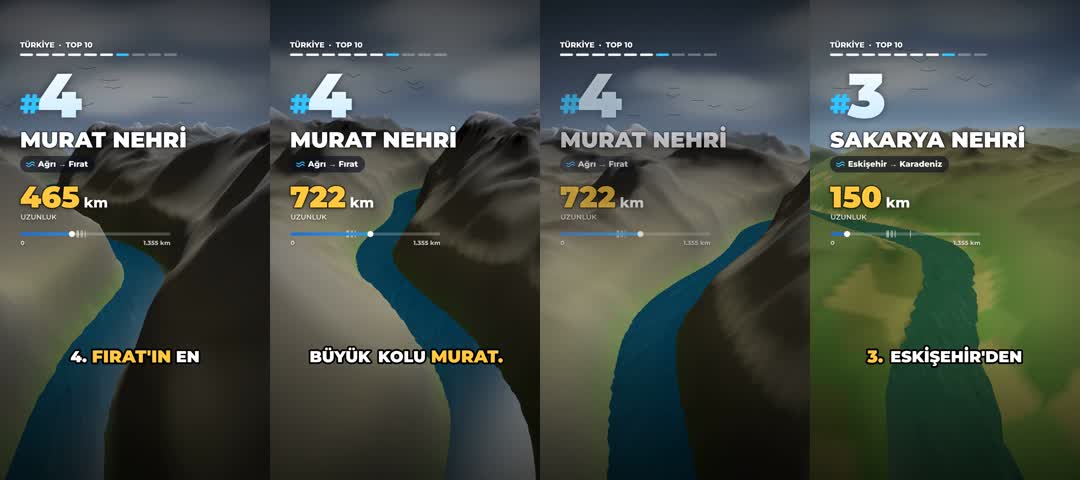 TÜRKİYE • TOP 10
#4
MURAT NEHRİ
Ağrı → Fırat
465 km
UZUNLUK
0 1.355 km
4. FIRAT'IN EN
TÜRKİYE • TOP 10
#4
MURAT NEHRİ
Ağrı → Fırat
722 km
UZUNLUK
0 1.355 km
BÜYÜK KOLU MURAT.
TÜRKİYE • TOP 10
#4
MURAT NEHRİ
Ağrı → Fırat
722 km
UZUNLUK
0 1.355 km
TÜRKİYE • TOP 10
#3
SAKARYA NEHRİ
Eskişehir → Karadeniz
150 km
UZUNLUK
0 1.355 km
3. ESKİŞEHİR'DEN